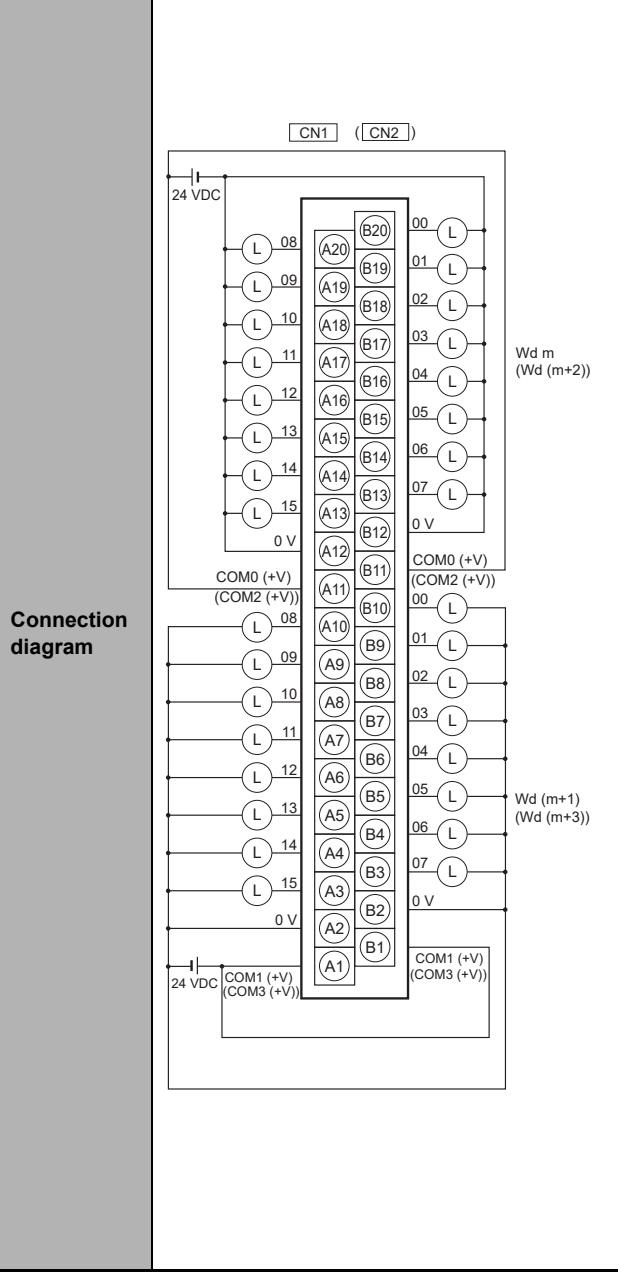 Connection
diagram
CN1 (CN2)
24 VDC
B20 00 L
L 08 A20
B19 01 L
L 09 A19
B18 02 L
L 10 A18
B17 03 L
Wd m
(Wd (m+2))
L 11 A17
B16 04 L
L 12 A16
B15 05 L
L 13 A15
B14 06 L
L 14 A14
B13 07 L
L 15 A13
B12 0 V
0 V A12
B11 COM0 (+V)
(COM2 (+V))
COM0 (+V)
(COM2 (+V))
A11
B10 00 L
L 08 A10
B9 01 L
L 09 A9
B8 02 L
L 10 A8
B7 03 L
L 11 A7
B6 04 L
L 12 A6
B5 05 L
Wd (m+1)
(Wd (m+3))
L 13 A5
B4 06 L
L 14 A4
B3 07 L
L 15 A3
B2 0 V
0 V A2
B1 COM1 (+V)
(COM3 (+V))
24 VDC
COM1 (+V)
(COM3 (+V))
A1